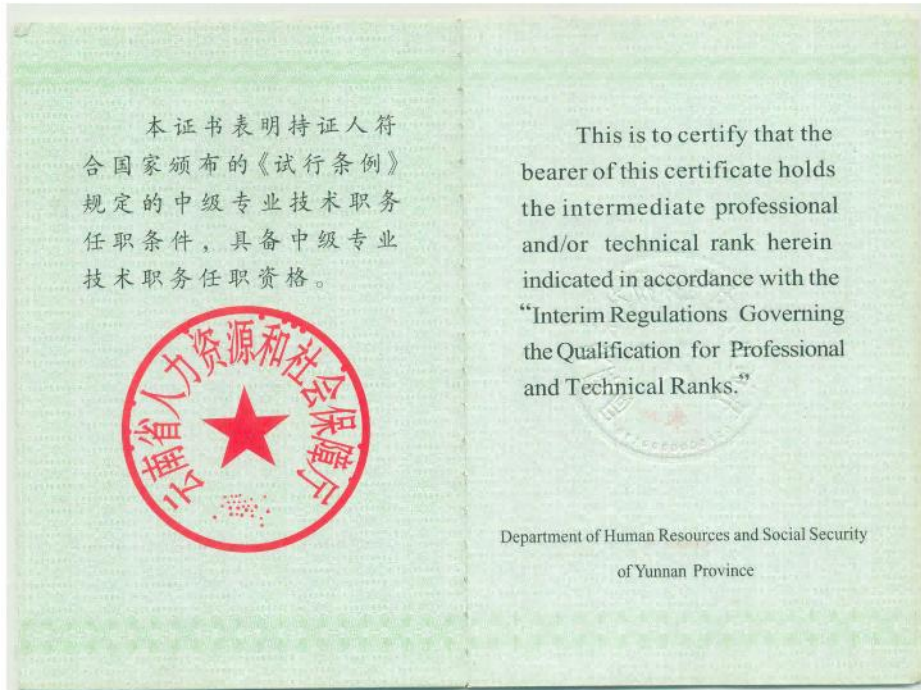 本证书表明持证人符
合国家颁布的《试行条例》
规定的中级专业技术职务
任职条件，具备中级专业
技术职务任职资格。
云南省人力资源和社会保障厅
This is to certify that the
bearer of this certificate holds
the intermediate professional
and/or technical rank herein
indicated in accordance with the
“Interim Regulations Governing
the Qualification for Professional
and Technical Ranks.”
Department of Human Resources and Social Security
of Yunnan Province